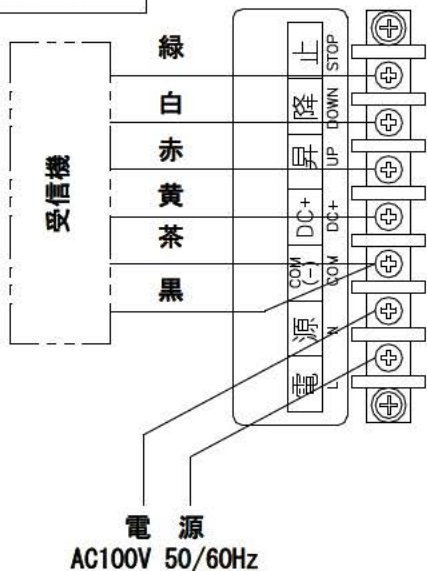 緑
白
赤
黄
茶
黒
受信機
止 STOP
降 DOWN
昇 UP
DC+ DC+
COM(-) COM
源 N
電 L
電 源
AC100V 50/60Hz